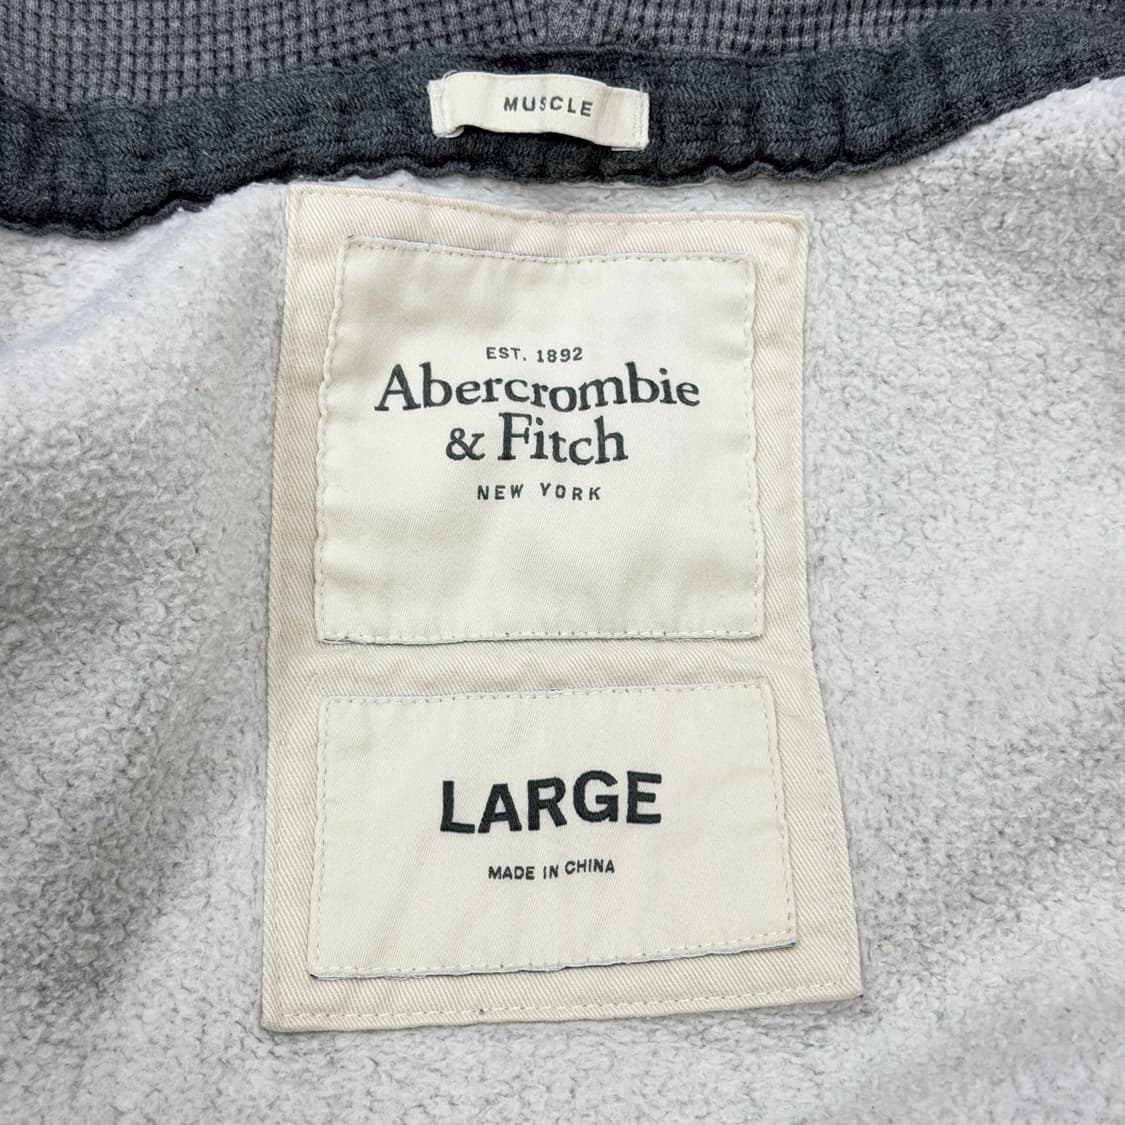 MUSCLE
EST. 1892
Abercrombie
& Fitch
NEW YORK
LARGE
MADE IN CHINA